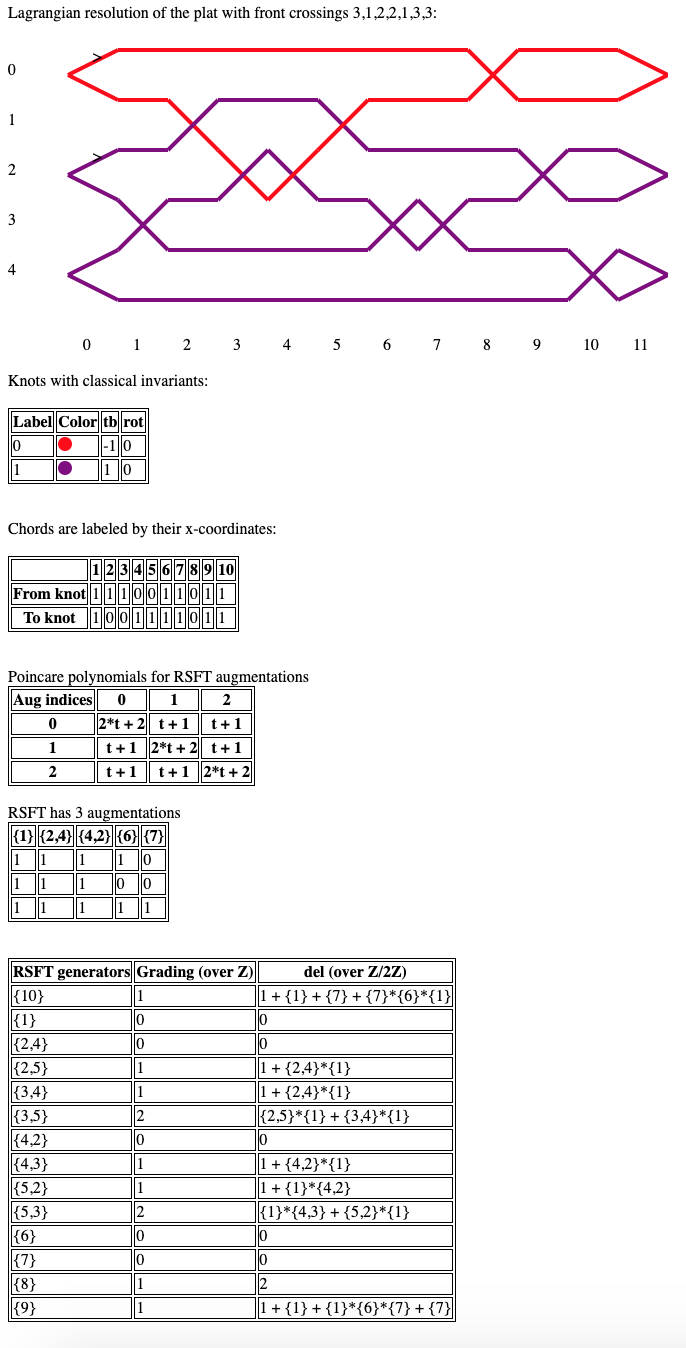 Lagrangian resolution of the plat with front crossings 3,1,2,2,1,3,3:
0
1
2
3
4
0 1 2 3 4 5 6 7 8 9 10 11
Knots with classical invariants:
Label Color tb rot
0 -1 0
1 1 0
Chords are labeled by their x-coordinates:
1 2 3 4 5 6 7 8 9 10
From knot 1 1 1 0 0 1 1 0 1 1
To knot 1 0 0 1 1 1 1 0 1 1
Poincare polynomials for RSFT augmentations
Aug indices 0 1 2
0 2*t + 2 t + 1 t + 1
1 t + 1 2*t + 2 t + 1
2 t + 1 t + 1 2*t + 2
RSFT has 3 augmentations
{1} {2,4} {4,2} {6} {7}
1 1 1 1 0
1 1 1 0 0
1 1 1 1 1
RSFT generators Grading (over Z) del (over Z/2Z)
{10} 1 1 + {1} + {7} + {7}*{6}*{1}
{1} 0 0
{2,4} 0 0
{2,5} 1 1 + {2,4}*{1}
{3,4} 1 1 + {2,4}*{1}
{3,5} 2 {2,5}*{1} + {3,4}*{1}
{4,2} 0 0
{4,3} 1 1 + {4,2}*{1}
{5,2} 1 1 + {1}*{4,2}
{5,3} 2 {1}*{4,3} + {5,2}*{1}
{6} 0 0
{7} 0 0
{8} 1 2
{9} 1 1 + {1} + {1}*{6}*{7} + {7}